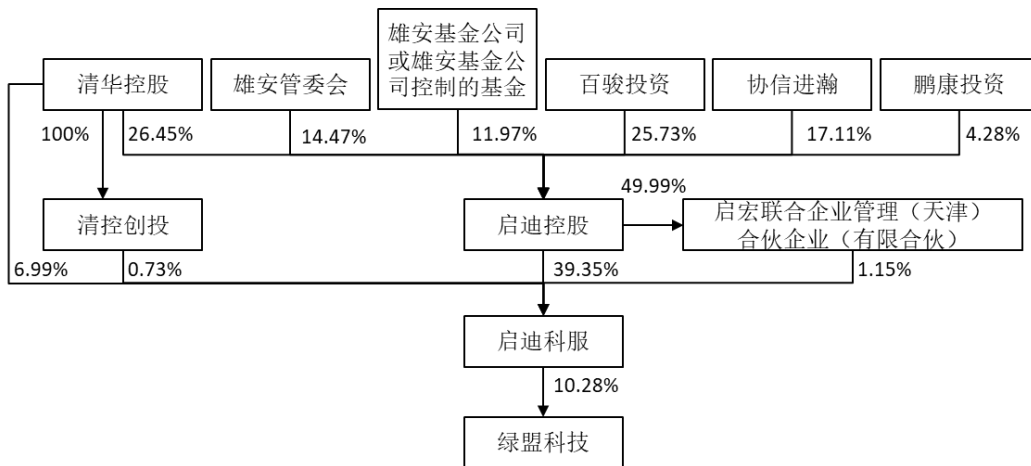 清华控股
雄安管委会
雄安基金公司
或雄安基金公
司控制的基金
百骏投资
协信进瀚
鹏康投资
100%
26.45%
14.47%
11.97%
25.73%
17.11%
4.28%
清控创投
启迪控股
49.99%
启宏联合企业管理（天津）
合伙企业（有限合伙）
6.99%
0.73%
39.35%
1.15%
启迪科服
10.28%
绿盟科技